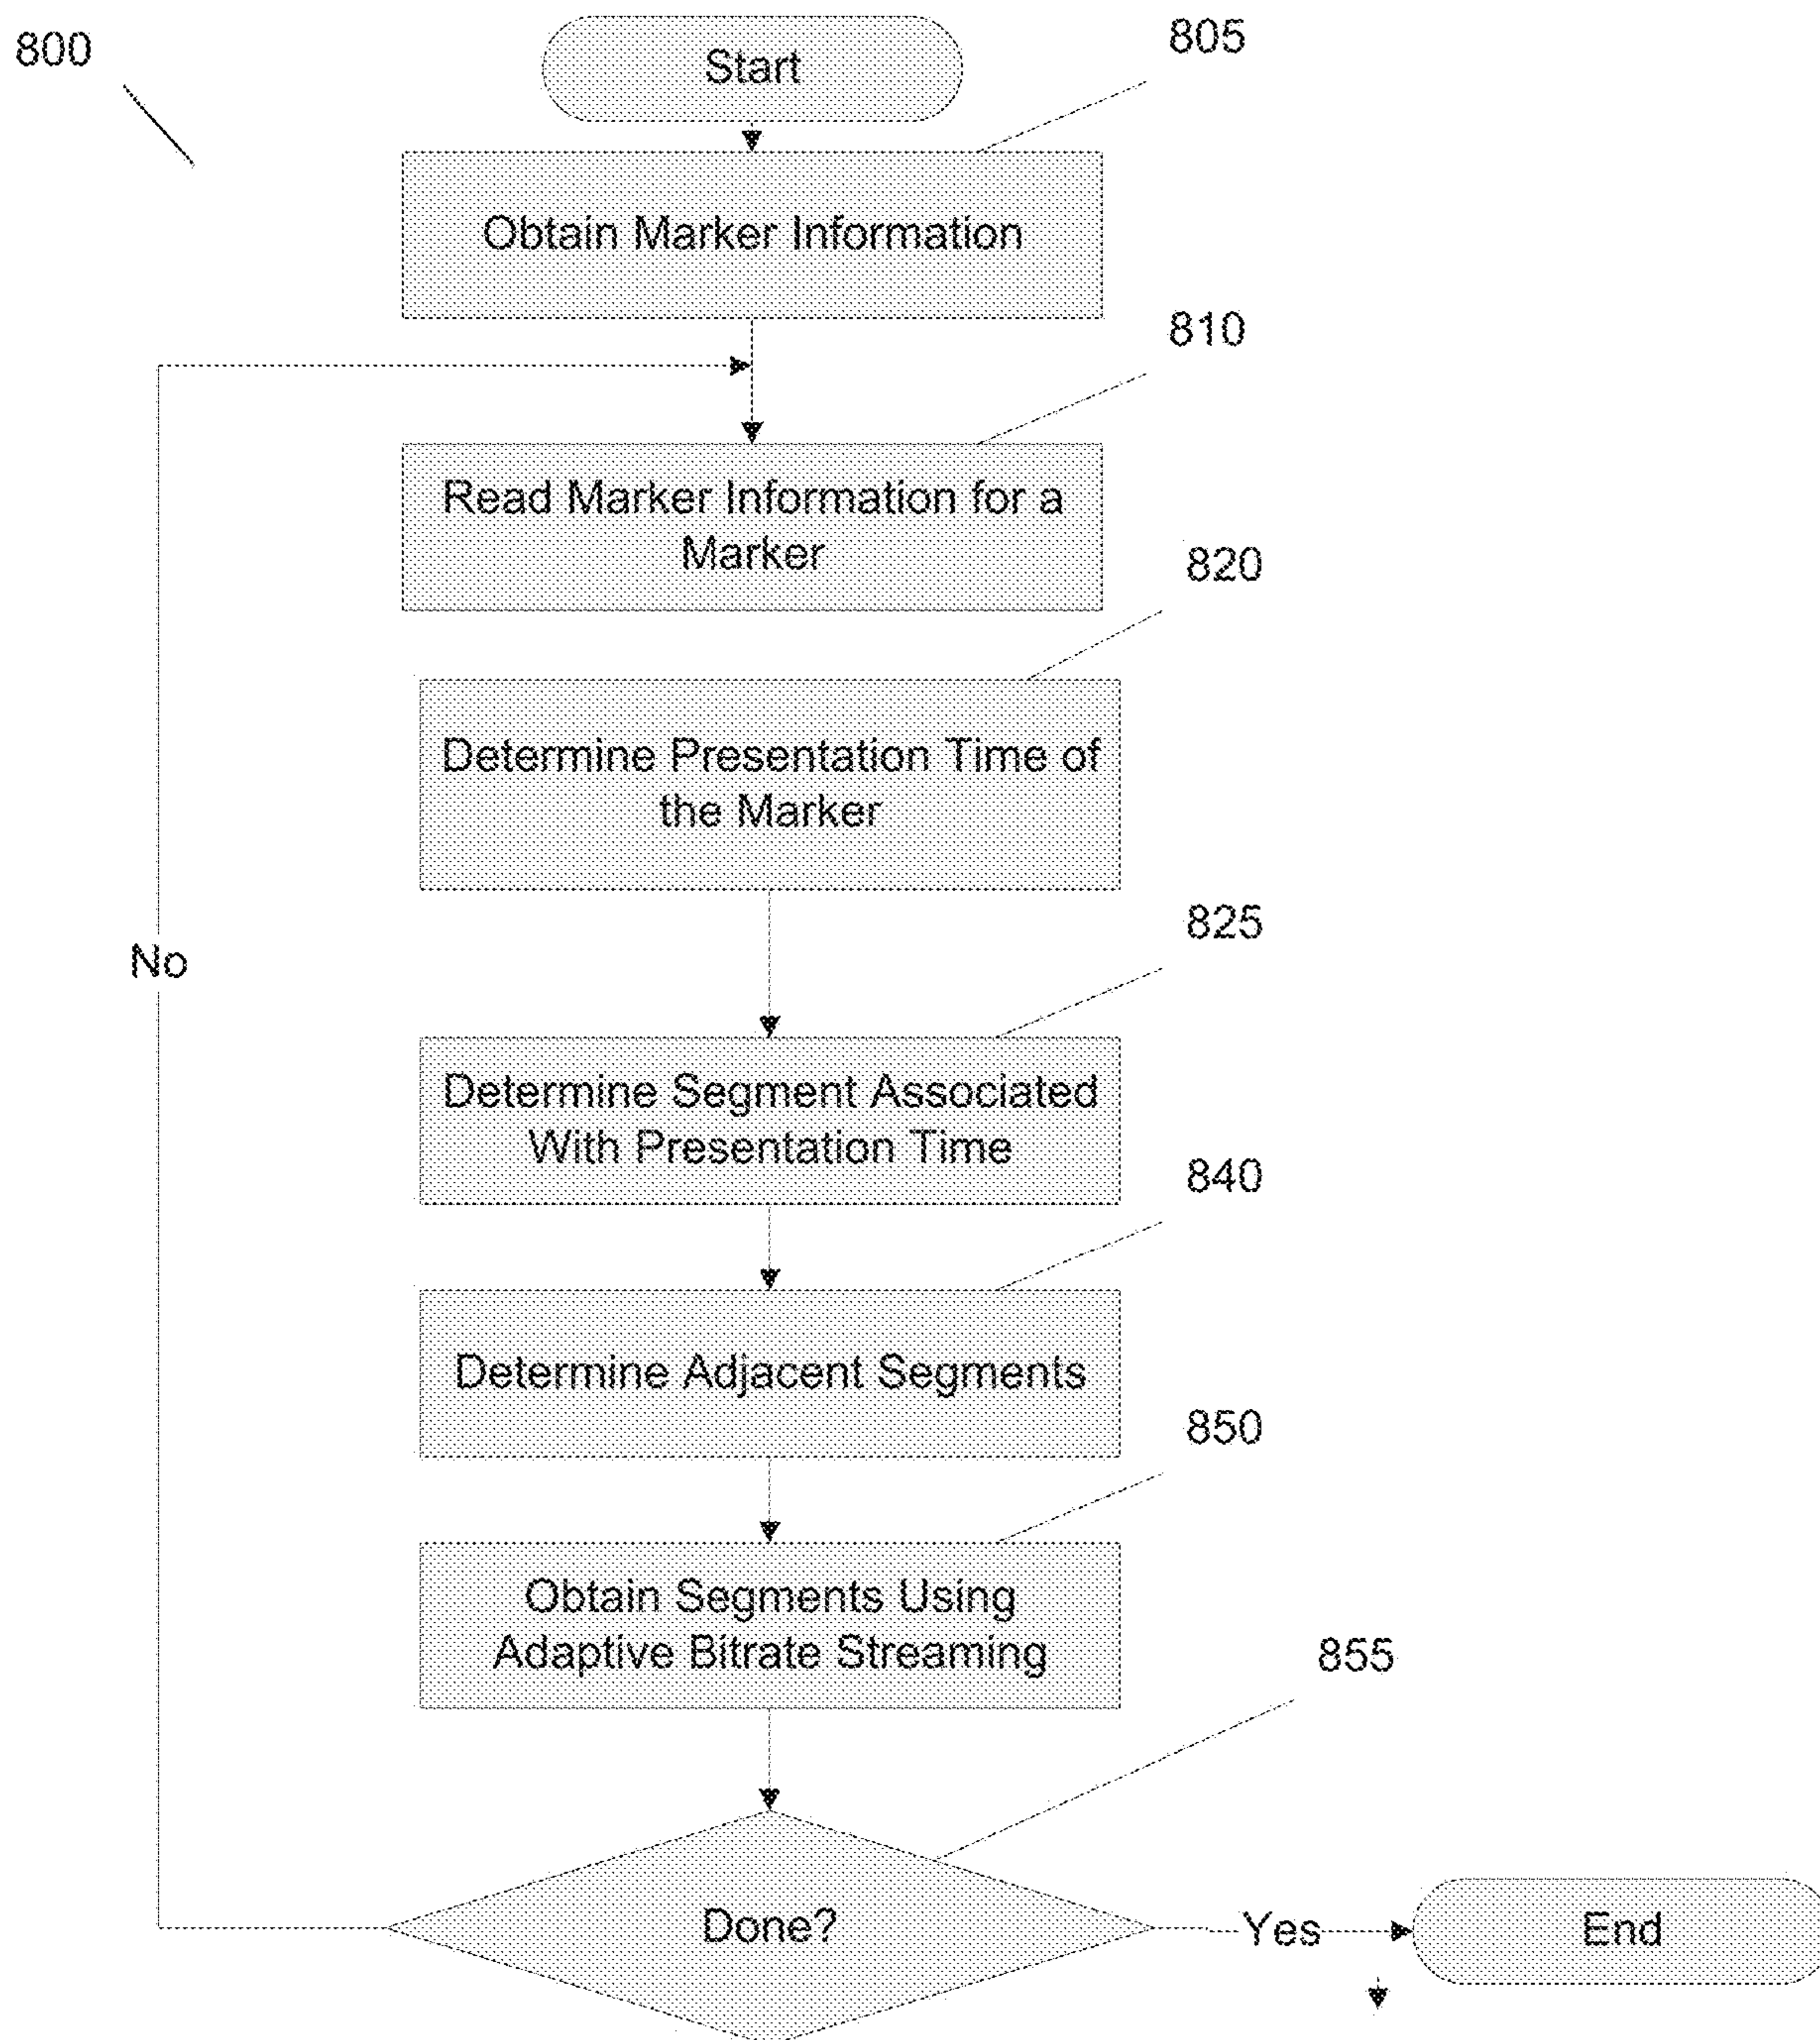 800
Start
805
Obtain Marker Information
810
Read Marker Information for a
Marker
820
Determine Presentation Time of
the Marker
No
825
Determine Segment Associated
With Presentation Time
840
Determine Adjacent Segments
850
Obtain Segments Using
Adaptive Bitrate Streaming
855
Done?
Yes
End